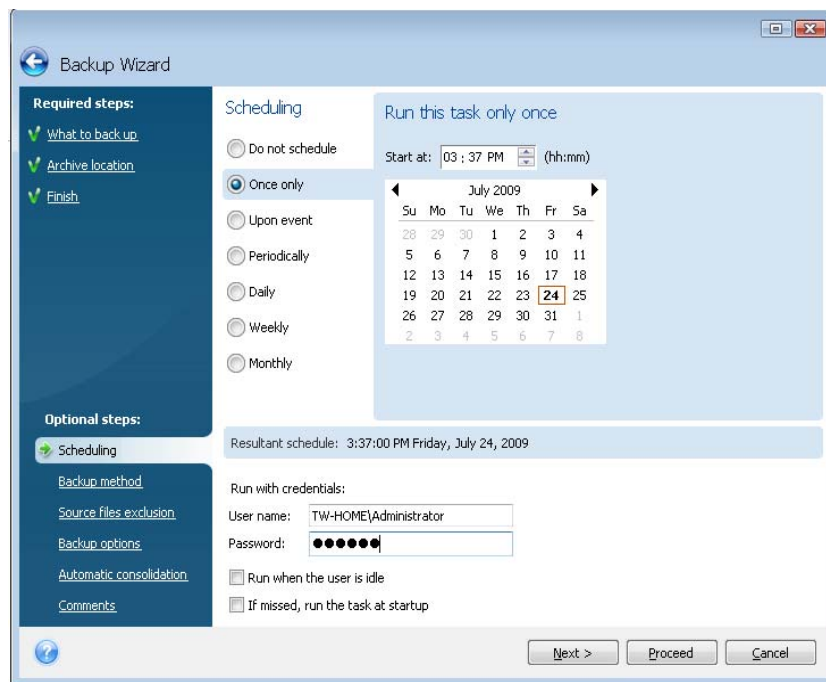 Backup Wizard
Required steps:
What to back up
Archive location
Finish
Optional steps:
Scheduling
Backup method
Source files exclusion
Backup options
Automatic consolidation
Comments
Scheduling
Do not schedule
Once only
Upon event
Periodically
Daily
Weekly
Monthly
Run this task only once
Start at: 03 : 37 PM (hh:mm)
July 2009
Su Mo Tu We Th Fr Sa
28 29 30 1 2 3 4
5 6 7 8 9 10 11
12 13 14 15 16 17 18
19 20 21 22 23 24 25
26 27 28 29 30 31 1
2 3 4 5 6 7 8
Resultant schedule: 3:37:00 PM Friday, July 24, 2009
Run with credentials:
User name: TW-HOME\Administrator
Password: ●●●●●●
Run when the user is idle
If missed, run the task at startup
? Next > Proceed Cancel